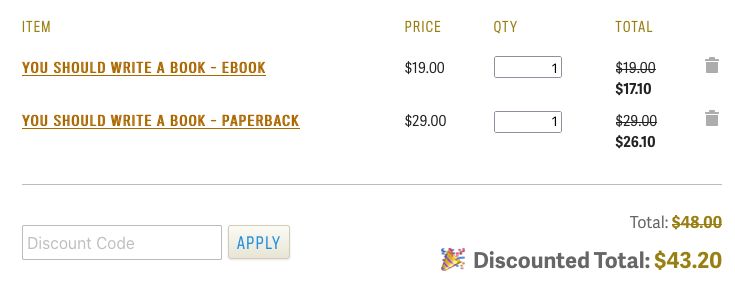 ITEM PRICE QTY TOTAL
YOU SHOULD WRITE A BOOK - EBOOK $19.00 1 $19.00
$17.10
YOU SHOULD WRITE A BOOK - PAPERBACK $29.00 1 $29.00
$26.10
Total: $48.00
Discount Code APPLY
🎉 Discounted Total: $43.20